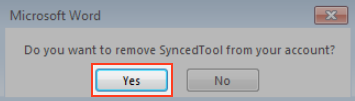 Microsoft Word
Do you want to remove SyncedTool from your account?
Yes No